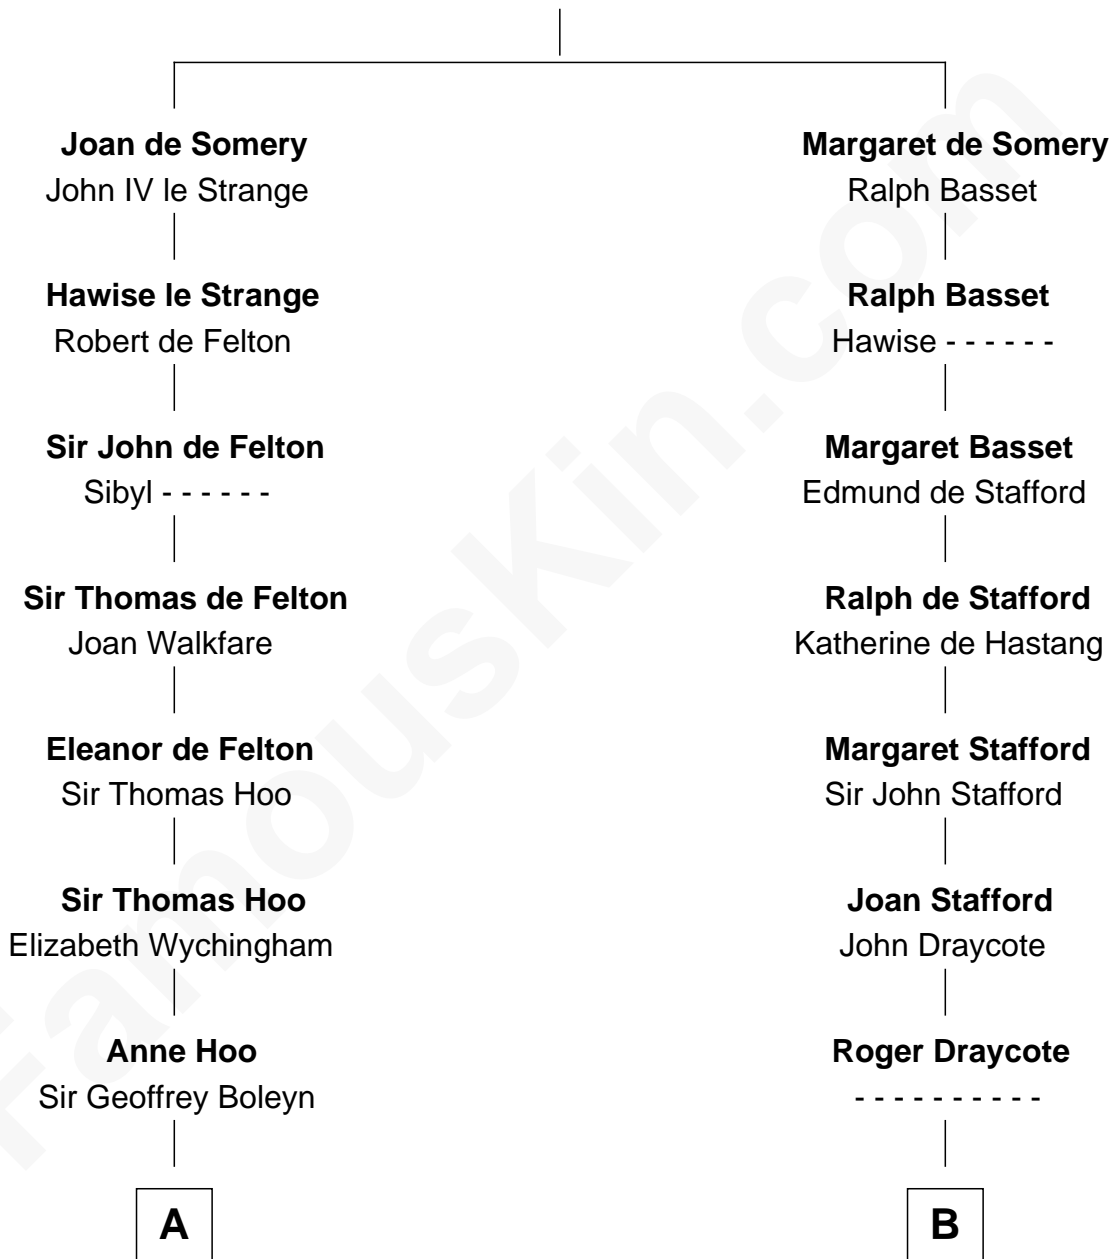 Joan de Somery
John IV le Strange
Hawise le Strange
Robert de Felton
Sir John de Felton
Sibyl - - - - - -
Sir Thomas de Felton
Joan Walkfare
Eleanor de Felton
Sir Thomas Hoo
Sir Thomas Hoo
Elizabeth Wychingham
Anne Hoo
Sir Geoffrey Boleyn
A
Margaret de Somery
Ralph Basset
Ralph Basset
Hawise - - - - - -
Margaret Basset
Edmund de Stafford
Ralph de Stafford
Katherine de Hastang
Margaret Stafford
Sir John Stafford
Joan Stafford
John Draycote
Roger Draycote
- - - - - - - - - -
B
FamousKin.com